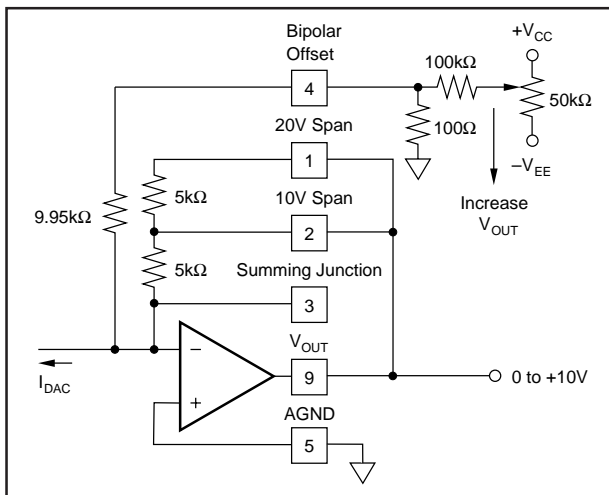 Bipolar
Offset
+V_CC
4
100kΩ
50kΩ
100Ω
–V_EE
20V Span
1
Increase
V_OUT
5kΩ
10V Span
9.95kΩ
2
5kΩ
Summing Junction
3
V_OUT
–
I_DAC
9
0 to +10V
+
AGND
5